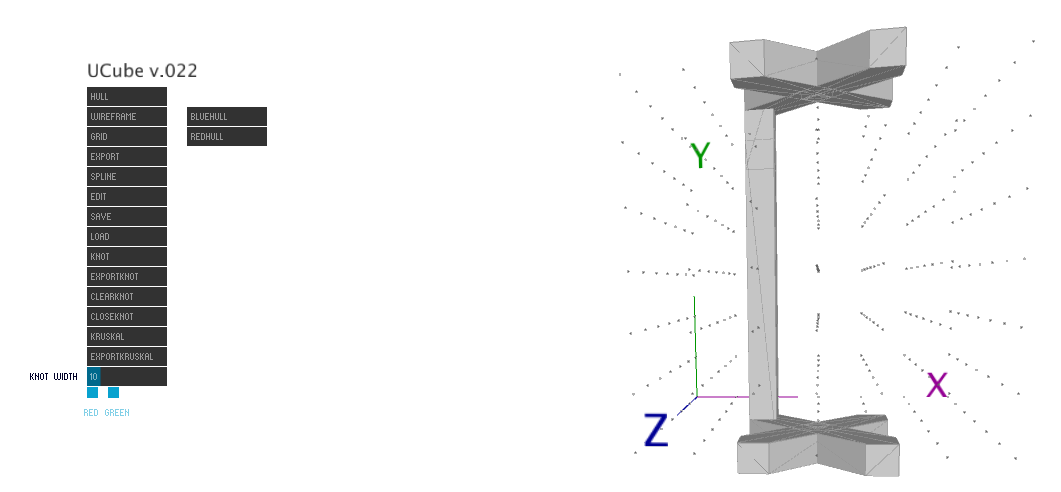 UCube v.022
HULL
WIREFRAME
BLUEHULL
GRID
REDHULL
EXPORT
SPLINE
EDIT
SAVE
LOAD
KNOT
EXPORTKNOT
CLEARKNOT
CLOSEKNOT
KRUSKAL
EXPORTKRUSKAL
KNOT WIDTH 10
RED GREEN
Y
X
Z